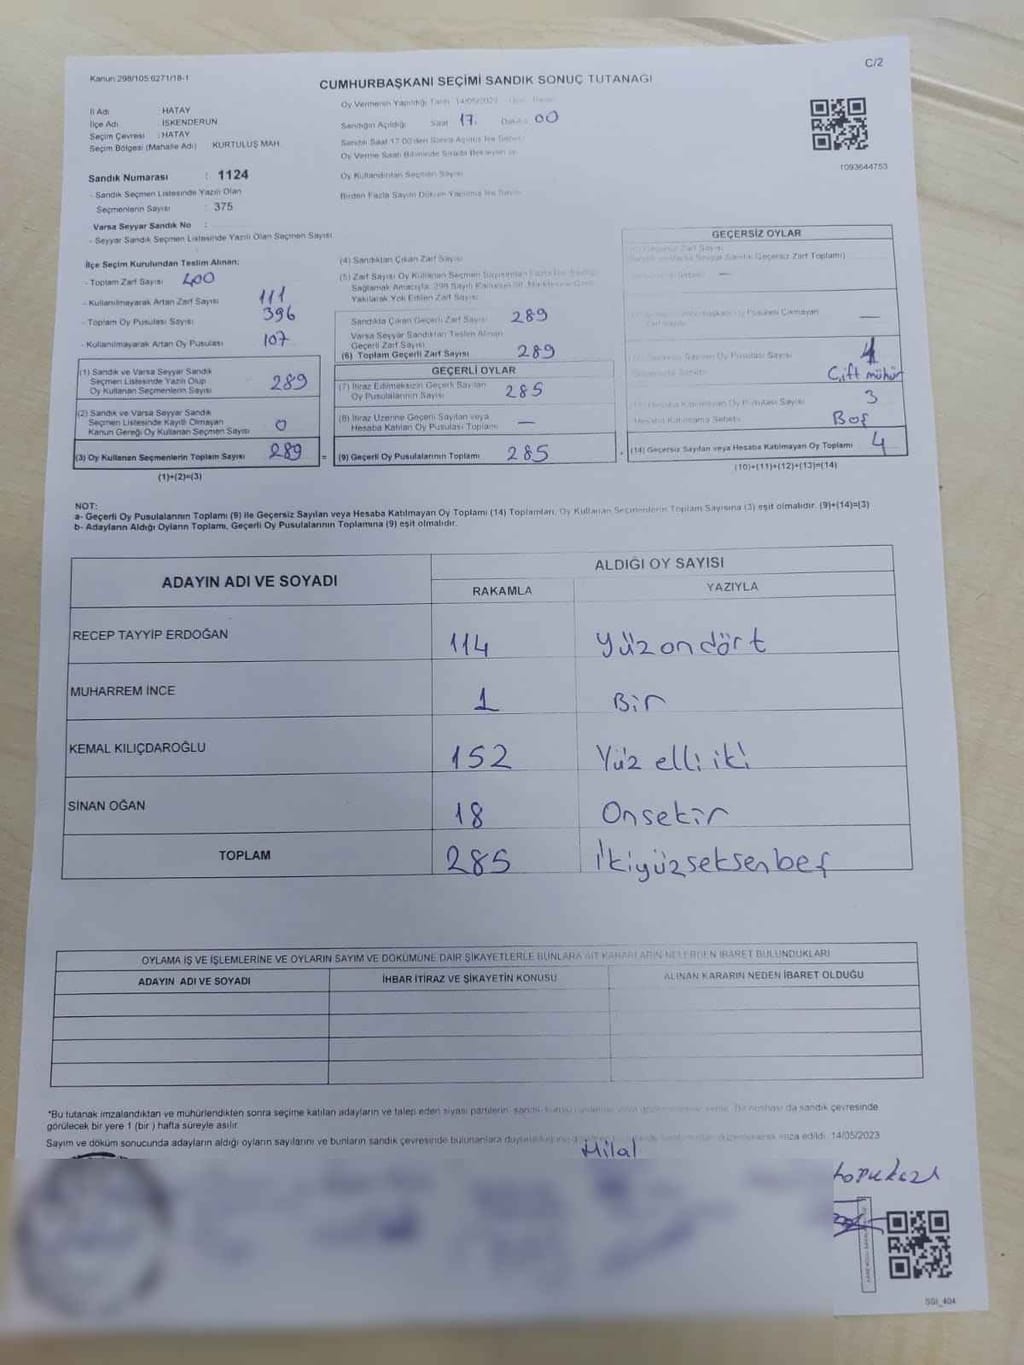 Kanun 298/105 6271/18-1
C/2
CUMHURBAŞKANI SEÇİMİ SANDIK SONUÇ TUTANAĞI
İl Adı : HATAY
İlçe Adı : İSKENDERUN
Seçim Çevresi : HATAY
Seçim Bölgesi (Mahalle Adı) KURTULUŞ MAH.
Oy Vermenin Yapıldığı Tarih 14/05/2023
Sandığın Açıldığı Saat 17. Dakika 00
1093644753
Sandık Numarası : 1124
- Sandık Seçmen Listesinde Yazılı Olan
Seçmenlerin Sayısı : 375
Varsa Seyyar Sandık No :
- Seyyar Sandık Seçmen Listesinde Yazılı Olan Seçmen Sayısı
Oy Kullandırılan Seçmen Sayısı
İlçe Seçim Kurulundan Teslim Alınan:
- Toplam Zarf Sayısı 400
- Kullanılmayarak Artan Zarf Sayısı 111
- Toplam Oy Pusulası Sayısı 396
- Kullanılmayarak Artan Oy Pusulası 107
(1) Sandık ve Varsa Seyyar Sandık
Seçmen Listesinde Yazılı Olup
Oy Kullanan Seçmenlerin Sayısı 289
(2) Sandık ve Varsa Seyyar Sandık
Seçmen Listesinde Kayıtlı Olmayan
Kanun Gereği Oy Kullanan Seçmen Sayısı 0
(3) Oy Kullanan Seçmenlerin Toplam Sayısı 289
(1)+(2)=(3)
(4) Sandıktan Çıkan Zarf Sayısı
(5) Zarf Sayısı Oy Kullanan Seçmen Sayısından Fazla İse
Yakılarak Yok Edilen Zarf Sayısı
Sandıkta Çıkan Geçerli Zarf Sayısı 289
Varsa Seyyar Sandıktan Teslim Alınan
Geçerli Zarf Sayısı
(6) Toplam Geçerli Zarf Sayısı 289
GEÇERLİ OYLAR
(7) İtiraz Edilmeksizin Geçerli Sayılan
Oy Pusulasının Sayısı 285
(8) İtiraz Üzerine Geçerli Sayılan veya
Hesaba Katılan Oy Pusulası Toplamı —
(9) Geçerli Oy Pusulalarının Toplamı 285
GEÇERSİZ OYLAR
—
—
Çift mühür
3
Boş
(14) Geçersiz Sayılan veya Hesaba Katılmayan Oy Toplamı 4
(10)+(11)+(12)+(13)=(14)
NOT:
a- Geçerli Oy Pusulalarının Toplamı (9) ile Geçersiz Sayılan veya Hesaba Katılmayan Oy Toplamı (14) Toplamları, Oy Kullanan Seçmenlerin Toplam Sayısına (3) eşit olmalıdır. (9)+(14)=(3)
b- Adayların Aldığı Oyların Toplamı, Geçerli Oy Pusulalarının Toplamına (9) eşit olmalıdır.
ADAYIN ADI VE SOYADI
ALDIĞI OY SAYISI
RAKAMLA YAZIYLA
RECEP TAYYİP ERDOĞAN 114 Yüzondört
MUHARREM İNCE 1 Bir
KEMAL KILIÇDAROĞLU 152 Yüz elli iki
SİNAN OĞAN 18 Onsekiz
TOPLAM 285 İkiyüzseksenbeş
OYLAMA İŞ VE İŞLEMLERİNE VE OYLARIN SAYIM VE DÖKÜMÜNE DAİR ŞİKAYETLERLE BUNLARA AİT KARARLARIN NELERDEN İBARET BULUNDUKLARI
ADAYIN ADI VE SOYADI İHBAR İTİRAZ VE ŞİKAYETİN KONUSU ALINAN KARARIN NEDEN İBARET OLDUĞU
*Bu tutanak imzalandıktan ve mühürlendikten sonra seçime katılan adayların ve talep eden siyasi partilerin
da sandık çevresinde
görülecek bir yere 1 (bir) hafta süreyle asılır.
Sayım ve döküm sonucunda adayların aldığı oyların sayılarını ve bunların sandık çevresinde bulunanlara
imza edildi. 14/05/2023
Hilal
SGI_404